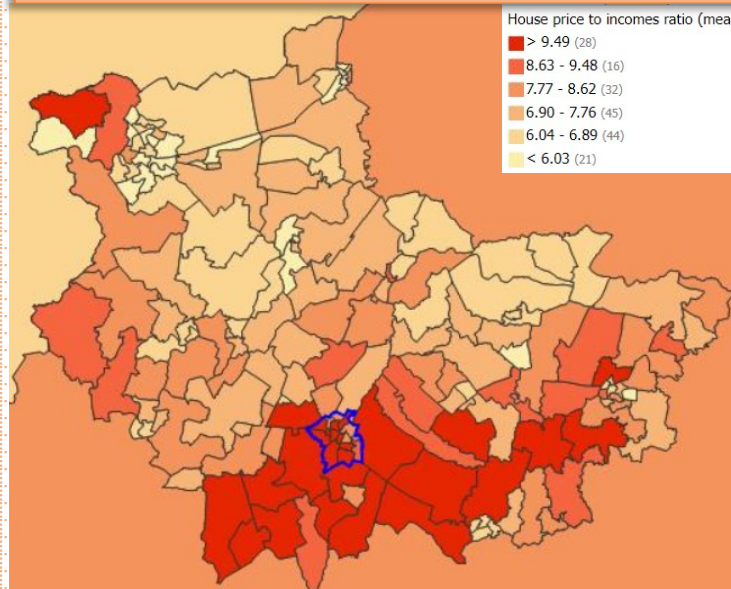 House price to incomes ratio (mea
> 9.49 (28)
8.63 - 9.48 (16)
7.77 - 8.62 (32)
6.90 - 7.76 (45)
6.04 - 6.89 (44)
< 6.03 (21)